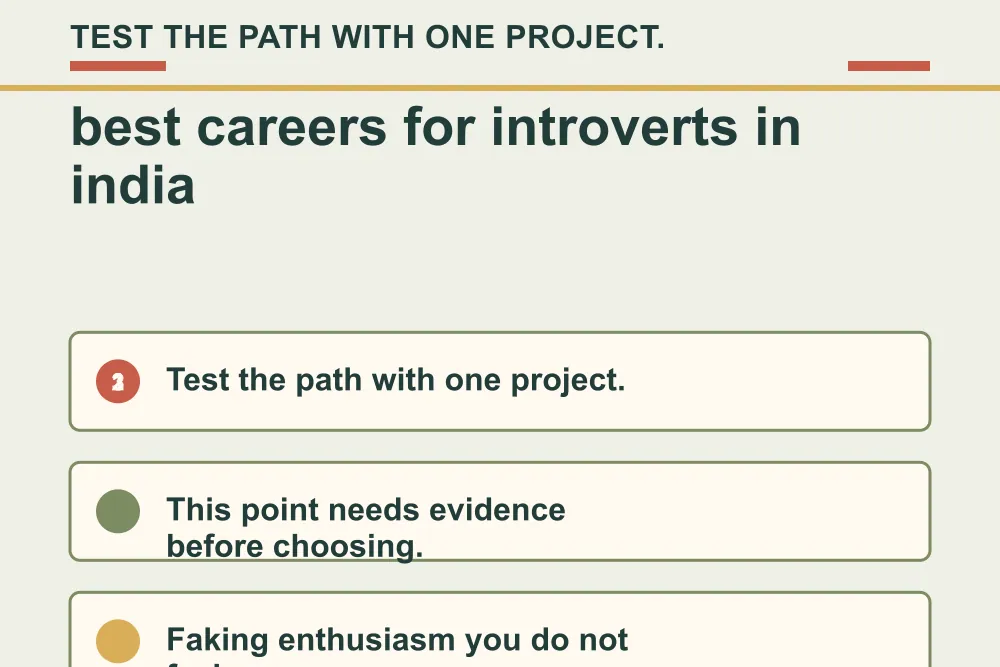 TEST THE PATH WITH ONE PROJECT.
best careers for introverts in
india
Test the path with one project.
This point needs evidence
before choosing.
Faking enthusiasm you do not